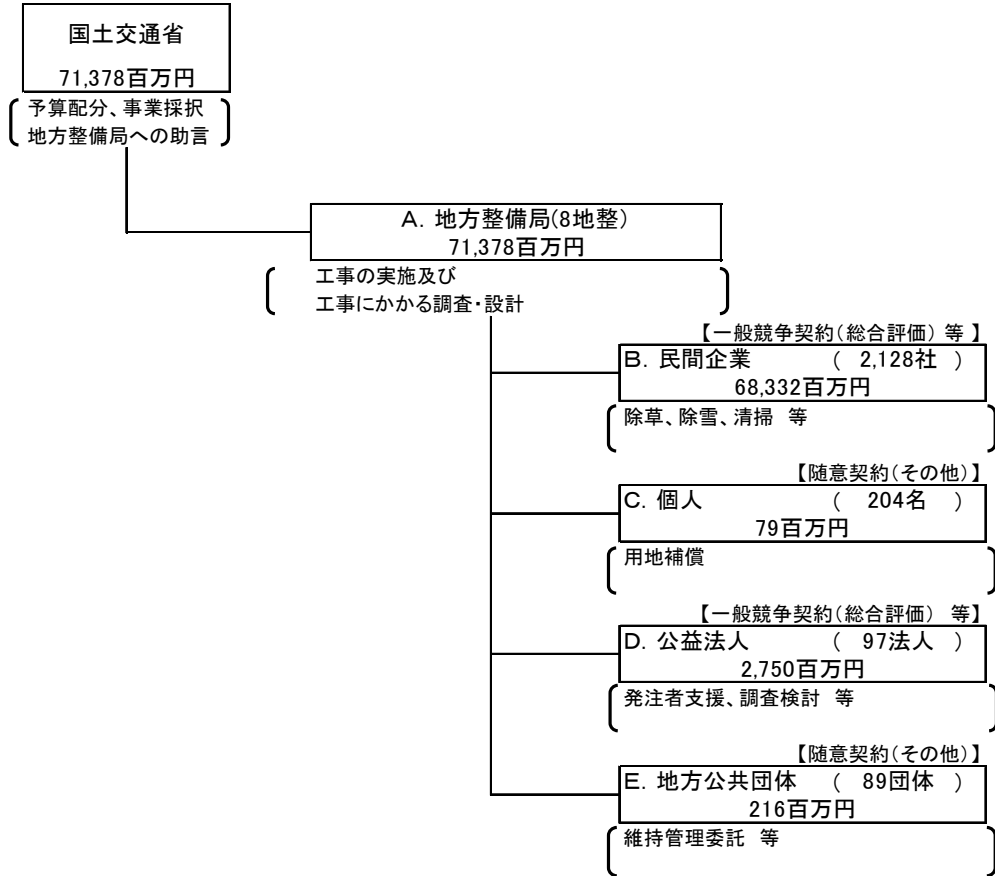 国土交通省
71,378百万円
予算配分、事業採択
地方整備局への助言
A. 地方整備局(8地整)
71,378百万円
工事の実施及び
工事にかかる調査・設計
【一般競争契約(総合評価) 等 】
B. 民間企業 ( 2,128社 )
68,332百万円
除草、除雪、清掃 等
【随意契約(その他)】
C. 個人 ( 204名 )
79百万円
用地補償
【一般競争契約(総合評価) 等】
D. 公益法人 ( 97法人 )
2,750百万円
発注者支援、調査検討 等
【随意契約(その他)】
E. 地方公共団体 ( 89団体 )
216百万円
維持管理委託 等